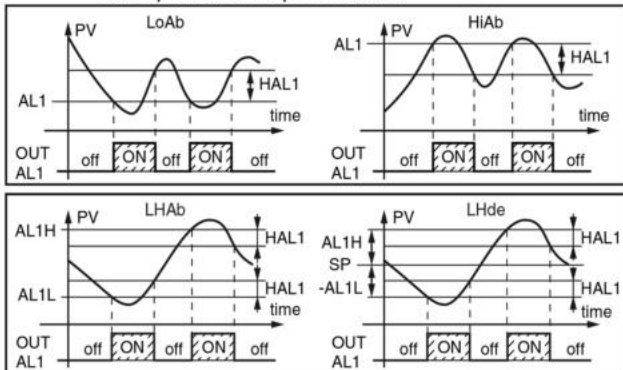 LoAb
HiAb
PV
PV
AL1
HAL1
HAL1
AL1
time
time
OUT
AL1
off
ON
off
ON
off
OUT
AL1
off
ON
off
ON
off
LHAb
LHde
PV
PV
AL1H
HAL1
AL1H
HAL1
SP
AL1L
HAL1
-AL1L
HAL1
time
time
OUT
AL1
off
ON
off
ON
off
OUT
AL1
off
ON
off
ON
off